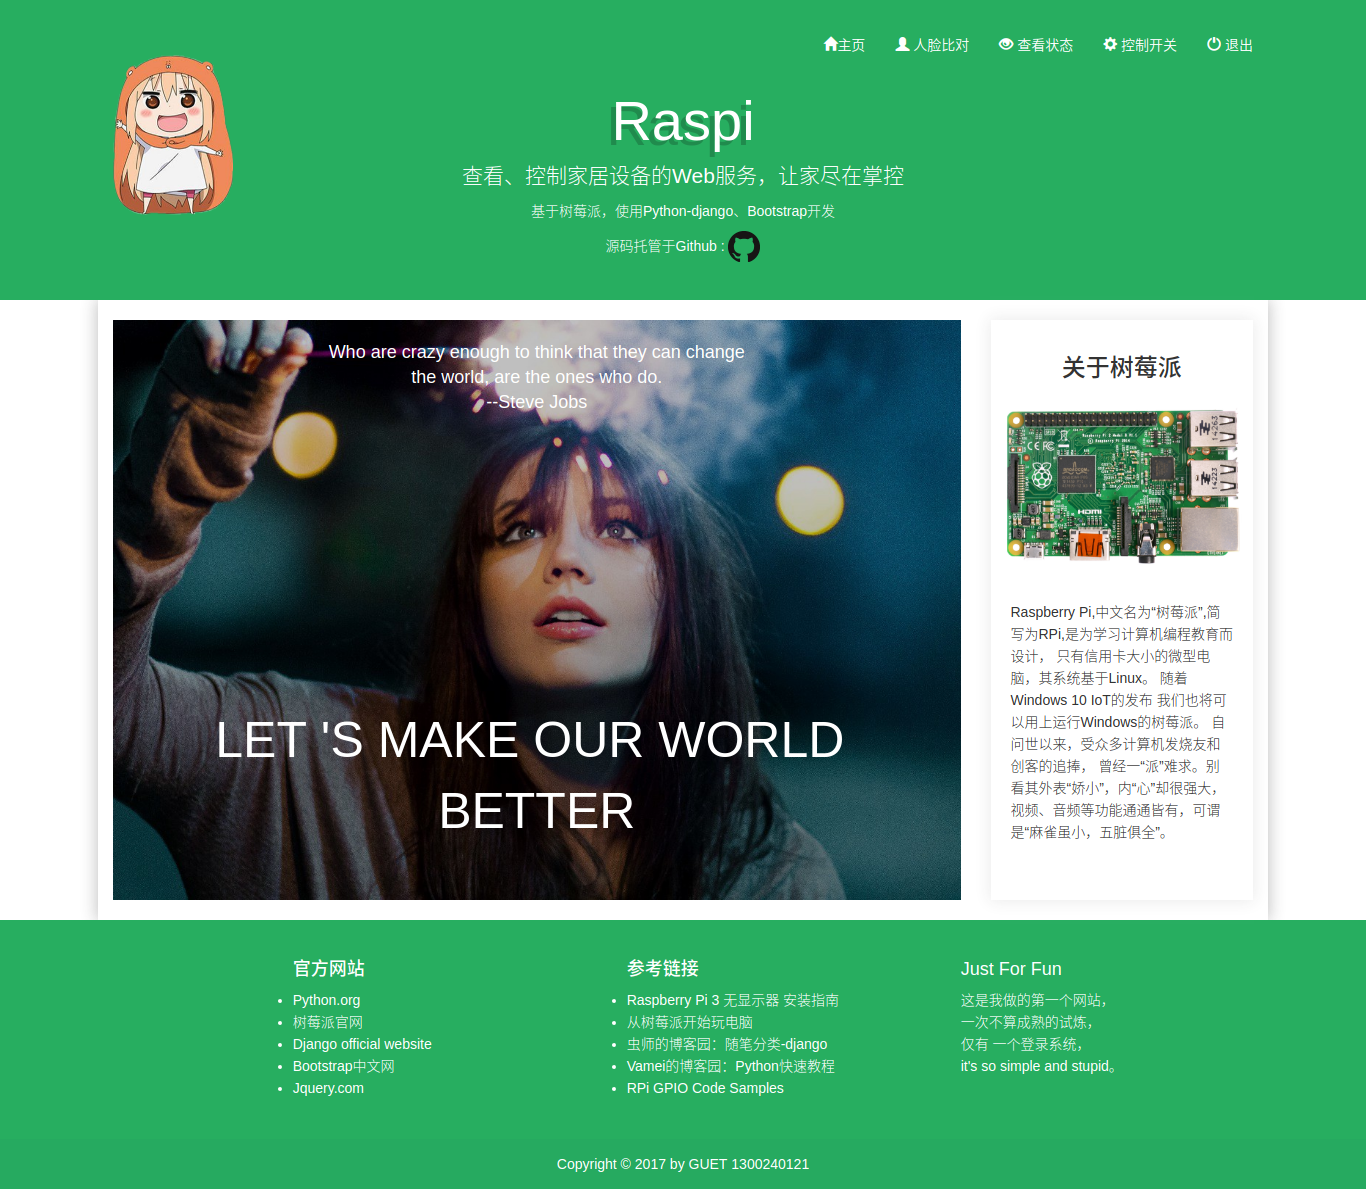 主页 人脸比对 查看状态 控制开关 退出
Raspi
查看、控制家居设备的Web服务，让家尽在掌控
基于树莓派，使用Python-django、Bootstrap开发
源码托管于Github :
Who are crazy enough to think that they can change
the world, are the ones who do.
--Steve Jobs
LET 'S MAKE OUR WORLD
BETTER
关于树莓派
HDMI
Raspberry Pi,中文名为“树莓派”,简
写为RPi,是为学习计算机编程教育而
设计， 只有信用卡大小的微型电
脑，其系统基于Linux。 随着
Windows 10 IoT的发布 我们也将可
以用上运行Windows的树莓派。 自
问世以来，受众多计算机发烧友和
创客的追捧， 曾经一“派”难求。别
看其外表“娇小”，内“心”却很强大，
视频、音频等功能通通皆有，可谓
是“麻雀虽小，五脏俱全”。
官方网站
Python.org
树莓派官网
Django official website
Bootstrap中文网
Jquery.com
参考链接
Raspberry Pi 3 无显示器 安装指南
从树莓派开始玩电脑
虫师的博客园：随笔分类-django
Vamei的博客园：Python快速教程
RPi GPIO Code Samples
Just For Fun
这是我做的第一个网站，
一次不算成熟的试炼，
仅有 一个登录系统，
it's so simple and stupid。
Copyright © 2017 by GUET 1300240121